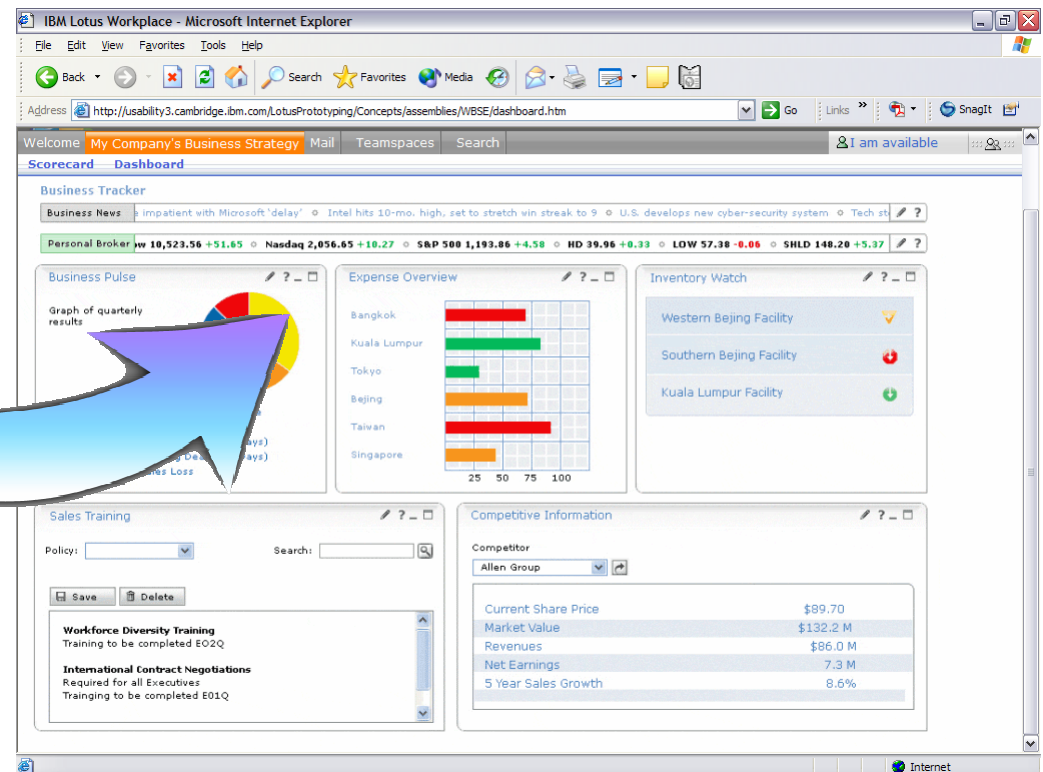 IBM Lotus Workplace - Microsoft Internet Explorer
File Edit View Favorites Tools Help
Back Search Favorites Media
Address http://usability3.cambridge.ibm.com/LotusPrototyping/Concepts/assemblies/WBSE/dashboard.htm Go Links » SnagIt
Welcome My Company's Business Strategy Mail Teamspaces Search I am available
Scorecard Dashboard
Business Tracker
Business News impatient with Microsoft 'delay' Intel hits 10-mo. high, set to stretch win streak to 9 U.S. develops new cyber-security system Tech st ?
Personal Broker ow 10,523.56 +51.65 Nasdaq 2,056.65 +10.27 S&P 500 1,193.86 +4.58 HD 39.96 +0.33 LOW 57.38 -0.06 SHLD 148.20 +5.37 ?
Business Pulse ?
Graph of quarterly
results
ays)
ays)
es Loss
Expense Overview ?
Bangkok
Kuala Lumpur
Tokyo
Bejing
Taiwan
Singapore
25 50 75 100
Inventory Watch ?
Western Bejing Facility
Southern Bejing Facility
Kuala Lumpur Facility
Sales Training ?
Policy: Search:
Save Delete
Workforce Diversity Training
Training to be completed EO2Q
International Contract Negotiations
Required for all Executives
Trainging to be completed E01Q
Competitive Information ?
Competitor
Allen Group
Current Share Price $89.70
Market Value $132.2 M
Revenues $86.0 M
Net Earnings 7.3 M
5 Year Sales Growth 8.6%
Internet